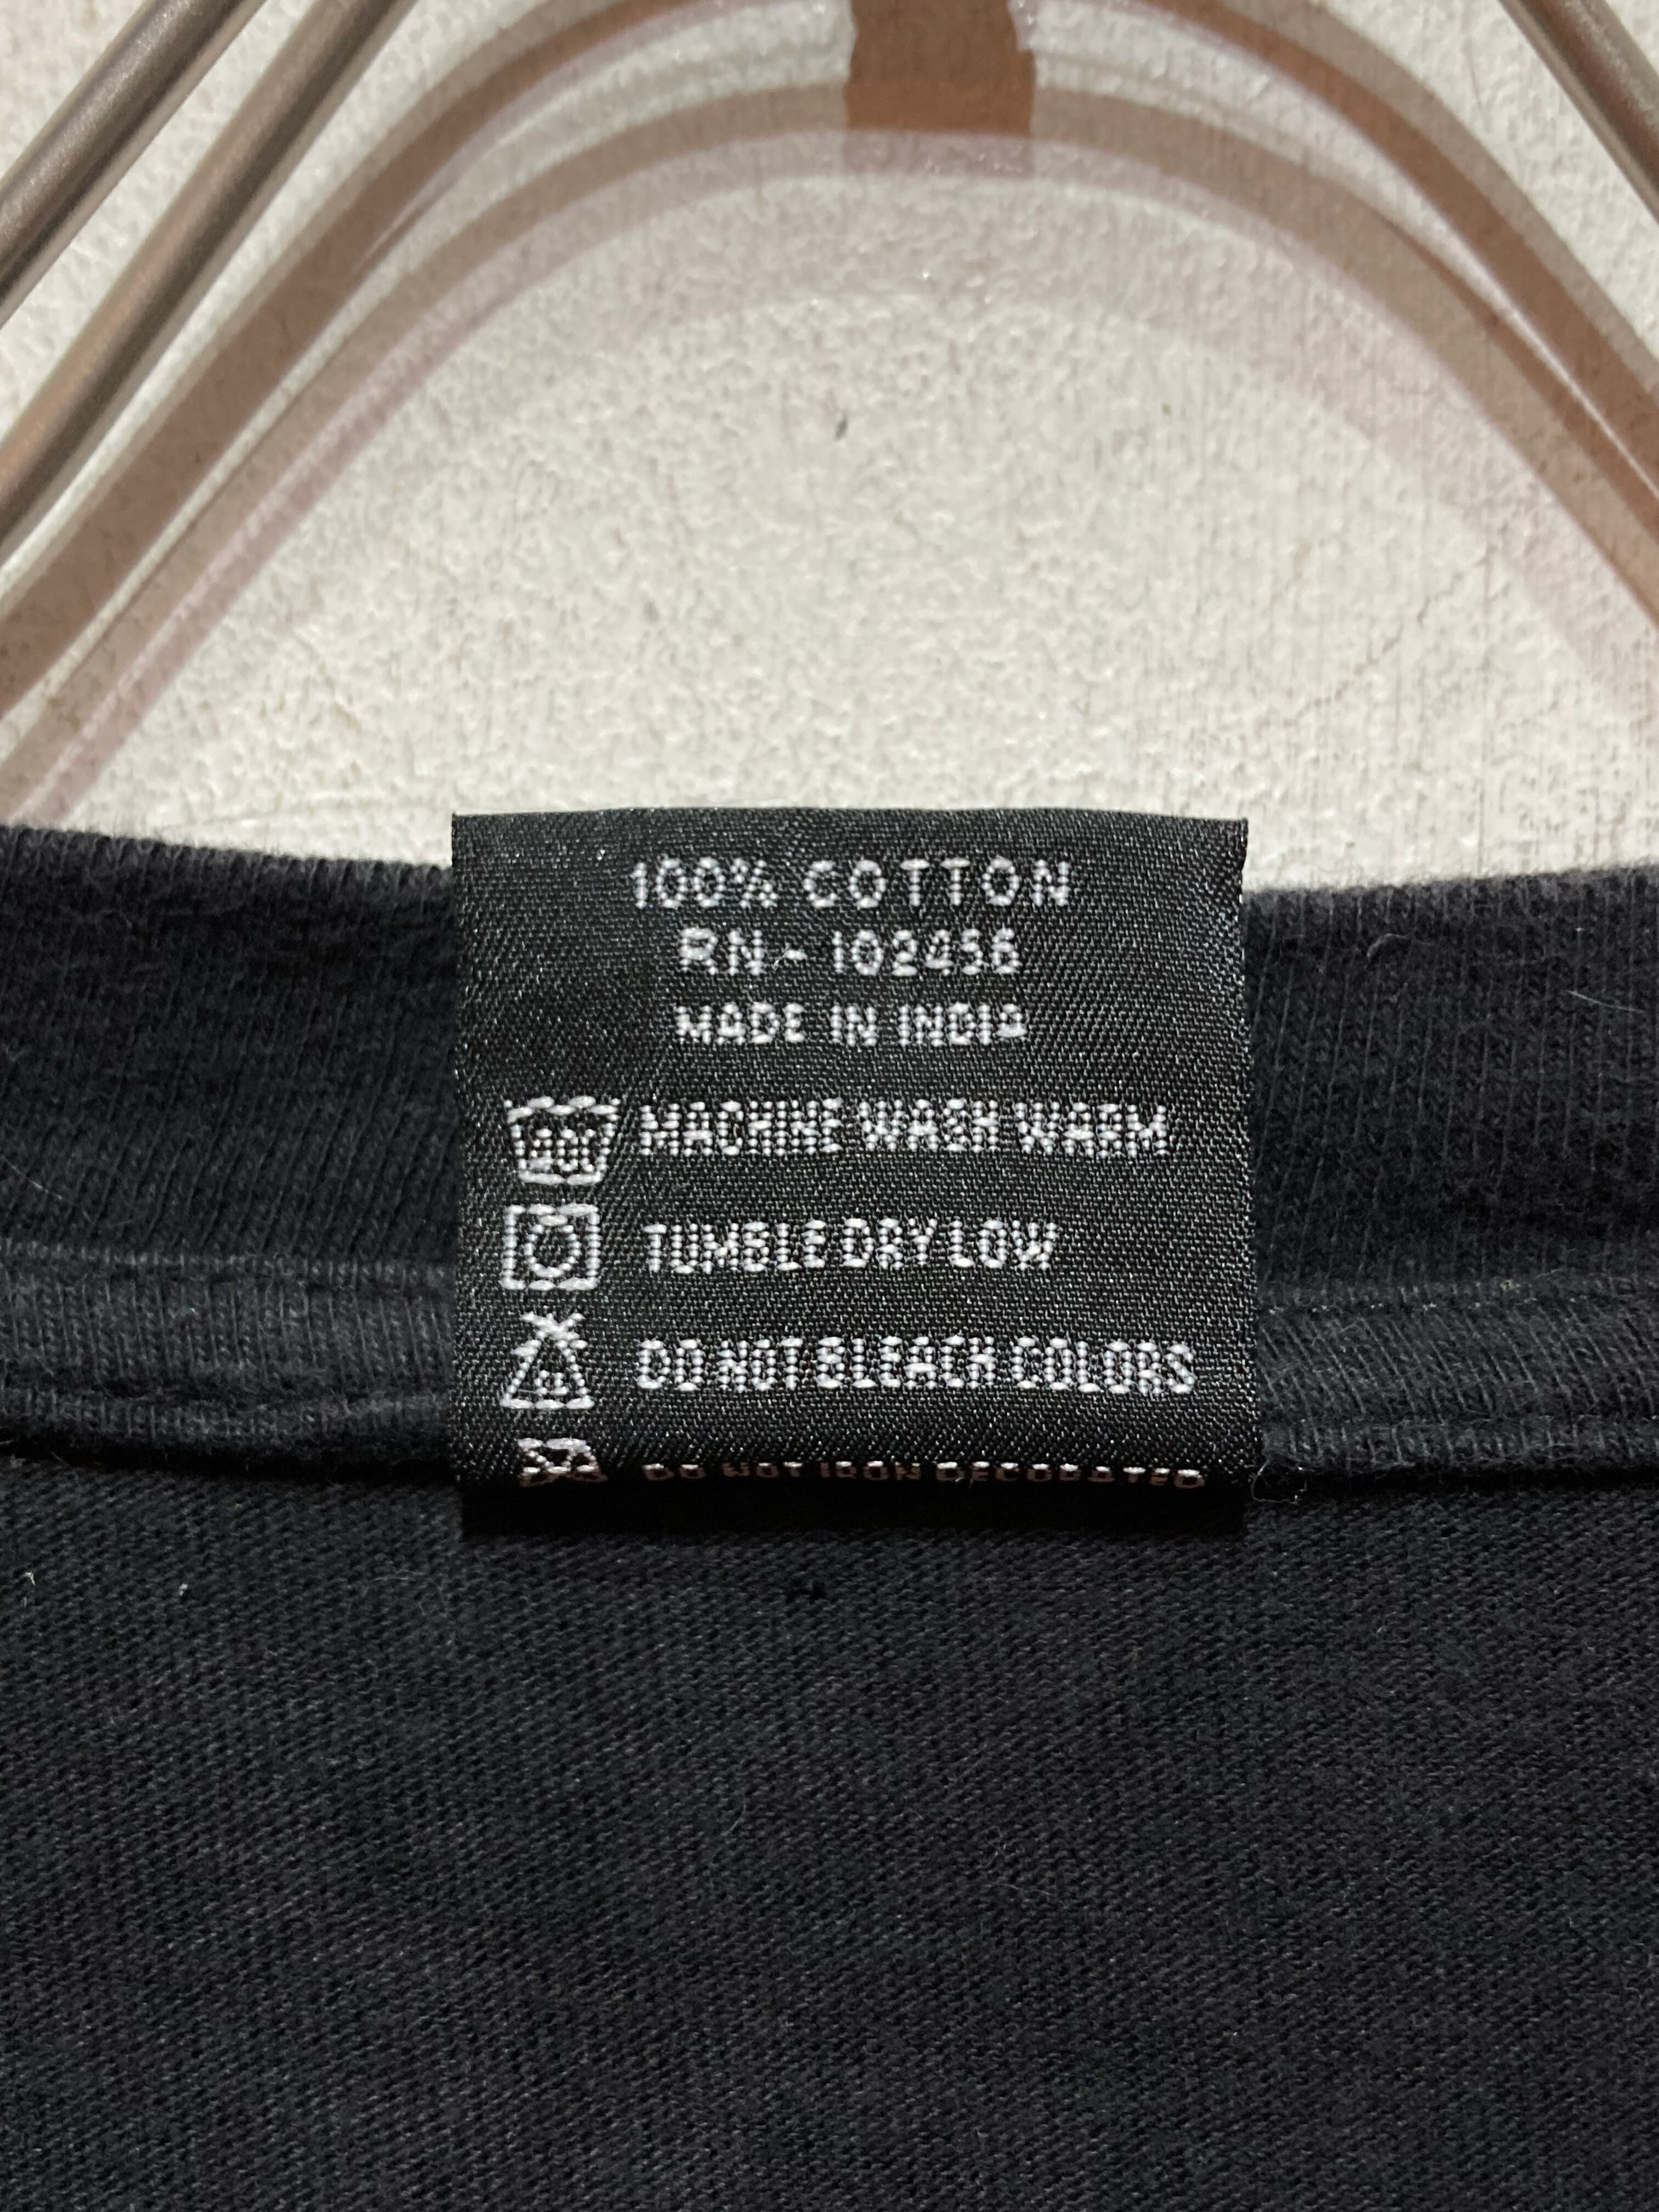 100% COTTON
RN - 102456
MADE IN INDIA
MACHINE WASH WARM
TUMBLE DRY LOW
DO NOT BLEACH COLORS
DO NOT IRON DECORATED